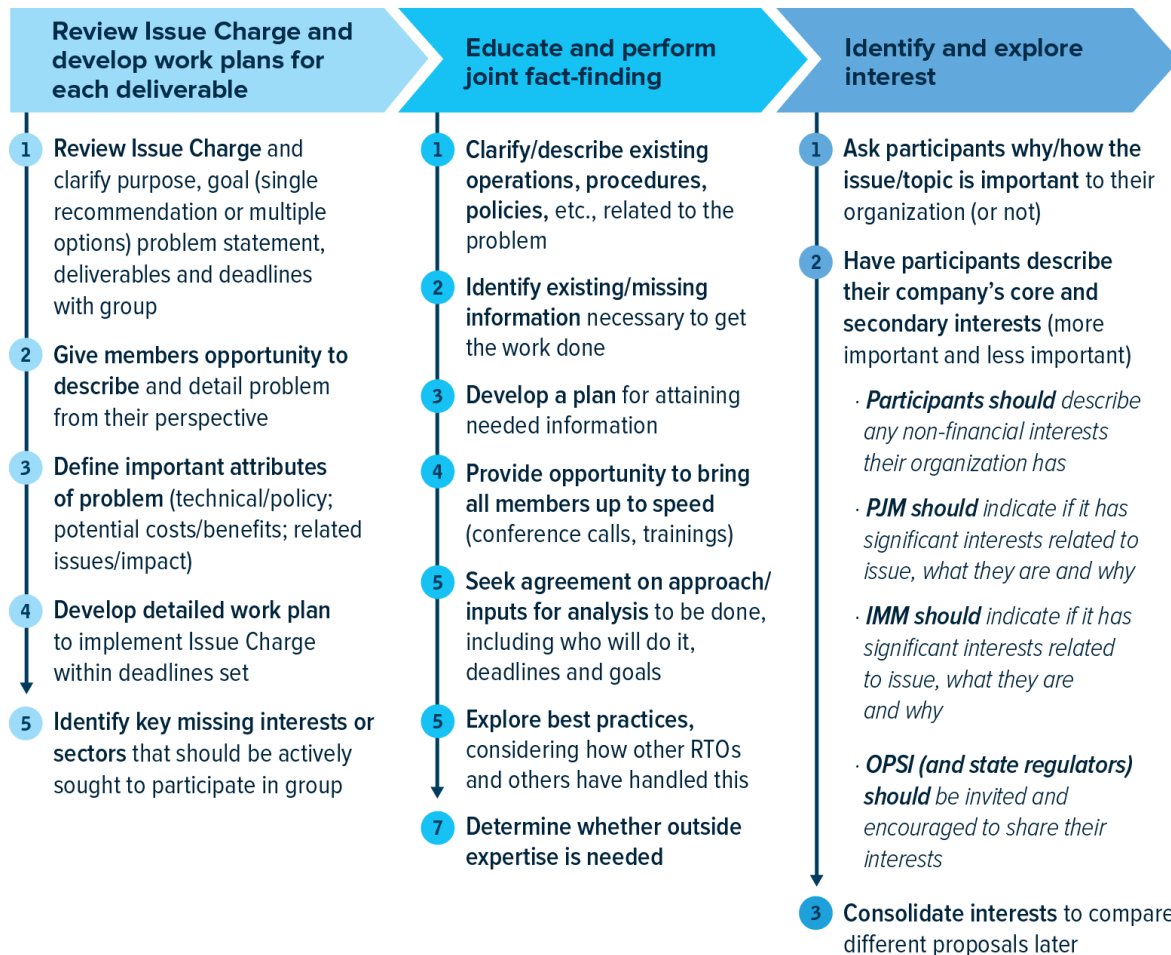 Review Issue Charge and
develop work plans for
each deliverable
1
Review Issue Charge and
clarify purpose, goal (single
recommendation or multiple
options) problem statement,
deliverables and deadlines
with group
2
Give members opportunity to
describe and detail problem
from their perspective
3
Define important attributes
of problem (technical/policy;
potential costs/benefits; related
issues/impact)
4
Develop detailed work plan
to implement Issue Charge
within deadlines set
5
Identify key missing interests or
sectors that should be actively
sought to participate in group
Educate and perform
joint fact-finding
1
Clarify/describe existing
operations, procedures,
policies, etc., related to the
problem
2
Identify existing/missing
information necessary to get
the work done
3
Develop a plan for attaining
needed information
4
Provide opportunity to bring
all members up to speed
(conference calls, trainings)
5
Seek agreement on approach/
inputs for analysis to be done,
including who will do it,
deadlines and goals
5
Explore best practices,
considering how other RTOs
and others have handled this
7
Determine whether outside
expertise is needed
Identify and explore
interest
1
Ask participants why/how the
issue/topic is important to their
organization (or not)
2
Have participants describe
their company's core and
secondary interests (more
important and less important)
· Participants should describe
any non-financial interests
their organization has
· PJM should indicate if it has
significant interests related to
issue, what they are and why
· IMM should indicate if it has
significant interests related
to issue, what they are
and why
· OPSI (and state regulators)
should be invited and
encouraged to share their
interests
3
Consolidate interests to compare
different proposals later